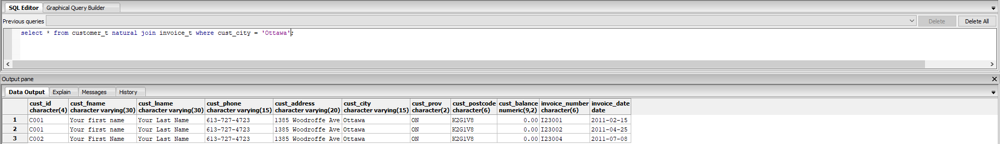 SQL Editor Graphical Query Builder
Previous queries Delete Delete All
select * from customer_t natural join invoice_t where cust_city = 'Ottawa';
Output pane
Data Output Explain Messages History
cust_id cust_fname cust_lname cust_phone cust_address cust_city cust_prov cust_postcode cust_balance invoice_number invoice_date
character(4) character varying(30) character varying(30) character varying(15) character varying(20) character varying(15) character(2) character(6) numeric(9,2) character(6) date
1 C001 Your first name Your Last Name 613-727-4723 1385 Woodroffe Ave Ottawa ON K2G1V8 0.00 I23001 2011-02-15
2 C001 Your first name Your Last Name 613-727-4723 1385 Woodroffe Ave Ottawa ON K2G1V8 0.00 I23002 2011-04-25
3 C002 Your First Name Your Last Name 613-727-4723 1385 Woodroffe Ave Ottawa ON K2G1V8 0.00 I23004 2011-07-08